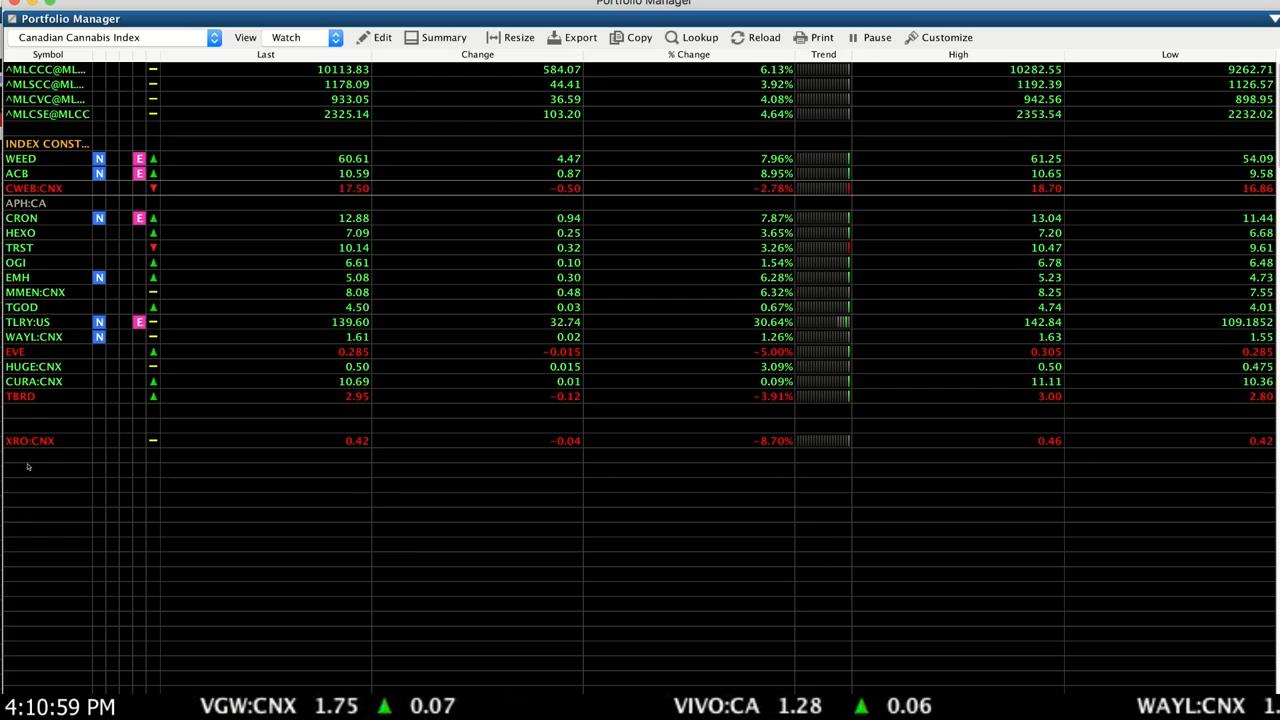 Portfolio Manager
Portfolio Manager
Canadian Cannabis Index View Watch Edit Summary Resize Export Copy Lookup Reload Print Pause Customize
Symbol Last Change % Change Trend High Low
^MLCCC@ML... 10113.83 584.07 6.13% 10282.55 9262.71
^MLSCC@ML... 1178.09 44.41 3.92% 1192.39 1126.57
^MLCVC@ML... 933.05 36.59 4.08% 942.56 898.95
^MLCSE@MLCC 2325.14 103.20 4.64% 2353.54 2232.02
INDEX CONST...
WEED N E 60.61 4.47 7.96% 61.25 54.09
ACB N E 10.59 0.87 8.95% 10.65 9.58
CWEB:CNX 17.50 -0.50 -2.78% 18.70 16.86
APH:CA
CRON N E 12.88 0.94 7.87% 13.04 11.44
HEXO 7.09 0.25 3.65% 7.20 6.68
TRST 10.14 0.32 3.26% 10.47 9.61
OGI 6.61 0.10 1.54% 6.78 6.48
EMH N 5.08 0.30 6.28% 5.23 4.73
MMEN:CNX 8.08 0.48 6.32% 8.25 7.55
TGOD 4.50 0.03 0.67% 4.74 4.01
TLRY:US N E 139.60 32.74 30.64% 142.84 109.1852
WAYL:CNX N 1.61 0.02 1.26% 1.63 1.55
EVE 0.285 -0.015 -5.00% 0.305 0.285
HUGE:CNX 0.50 0.015 3.09% 0.50 0.475
CURA:CNX 10.69 0.01 0.09% 11.11 10.36
TBRD 2.95 -0.12 -3.91% 3.00 2.80
XRO:CNX 0.42 -0.04 -8.70% 0.46 0.42
4:10:59 PM VGW:CNX 1.75 0.07 VIVO:CA 1.28 0.06 WAYL:CNX 1.